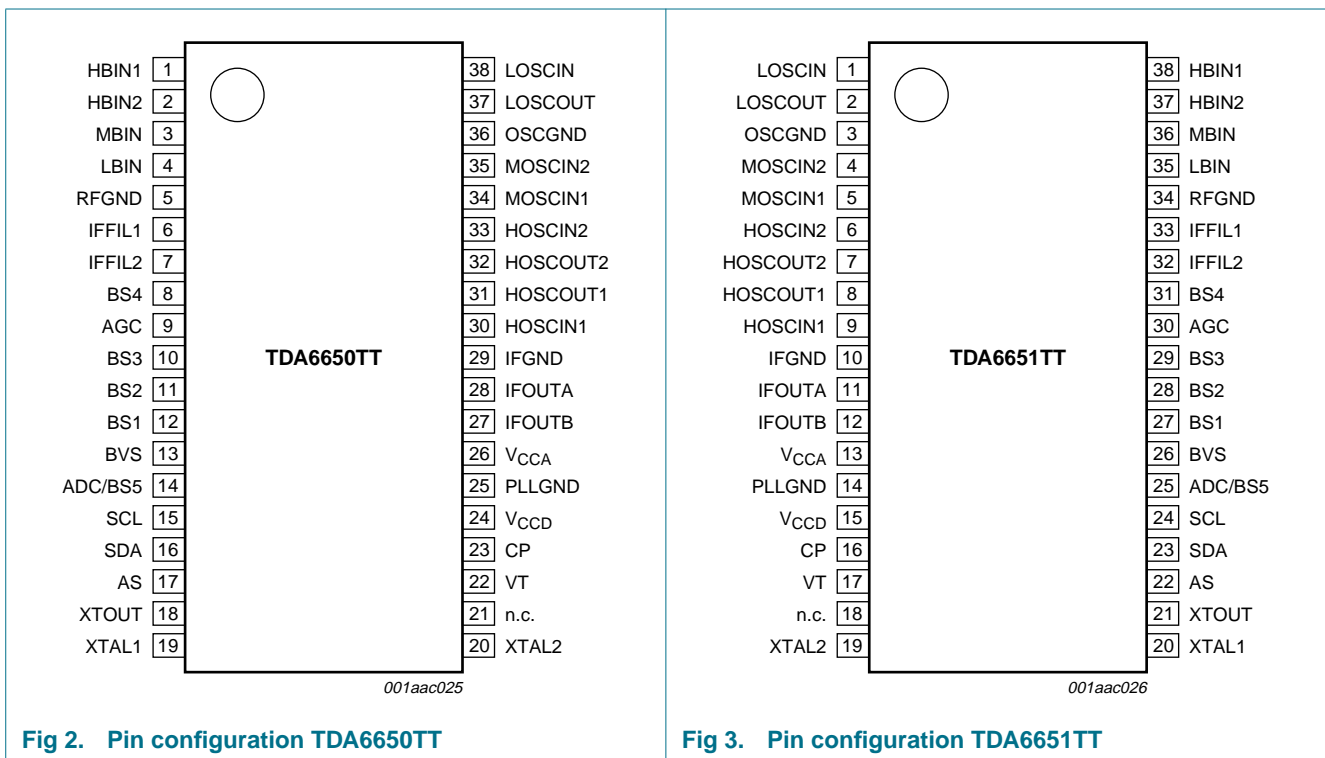 HBIN1 1 38 LOSCIN
HBIN2 2 37 LOSCOUT
MBIN 3 36 OSCGND
LBIN 4 35 MOSCIN2
RFGND 5 34 MOSCIN1
IFFIL1 6 33 HOSCIN2
IFFIL2 7 32 HOSCOUT2
BS4 8 31 HOSCOUT1
AGC 9 30 HOSCIN1
BS3 10 TDA6650TT 29 IFGND
BS2 11 28 IFOUTA
BS1 12 27 IFOUTB
BVS 13 26 VCCA
ADC/BS5 14 25 PLLGND
SCL 15 24 VCCD
SDA 16 23 CP
AS 17 22 VT
XTOUT 18 21 n.c.
XTAL1 19 20 XTAL2
001aac025
Fig 2. Pin configuration TDA6650TT
LOSCIN 1 38 HBIN1
LOSCOUT 2 37 HBIN2
OSCGND 3 36 MBIN
MOSCIN2 4 35 LBIN
MOSCIN1 5 34 RFGND
HOSCIN2 6 33 IFFIL1
HOSCOUT2 7 32 IFFIL2
HOSCOUT1 8 31 BS4
HOSCIN1 9 30 AGC
IFGND 10 TDA6651TT 29 BS3
IFOUTA 11 28 BS2
IFOUTB 12 27 BS1
VCCA 13 26 BVS
PLLGND 14 25 ADC/BS5
VCCD 15 24 SCL
CP 16 23 SDA
VT 17 22 AS
n.c. 18 21 XTOUT
XTAL2 19 20 XTAL1
001aac026
Fig 3. Pin configuration TDA6651TT